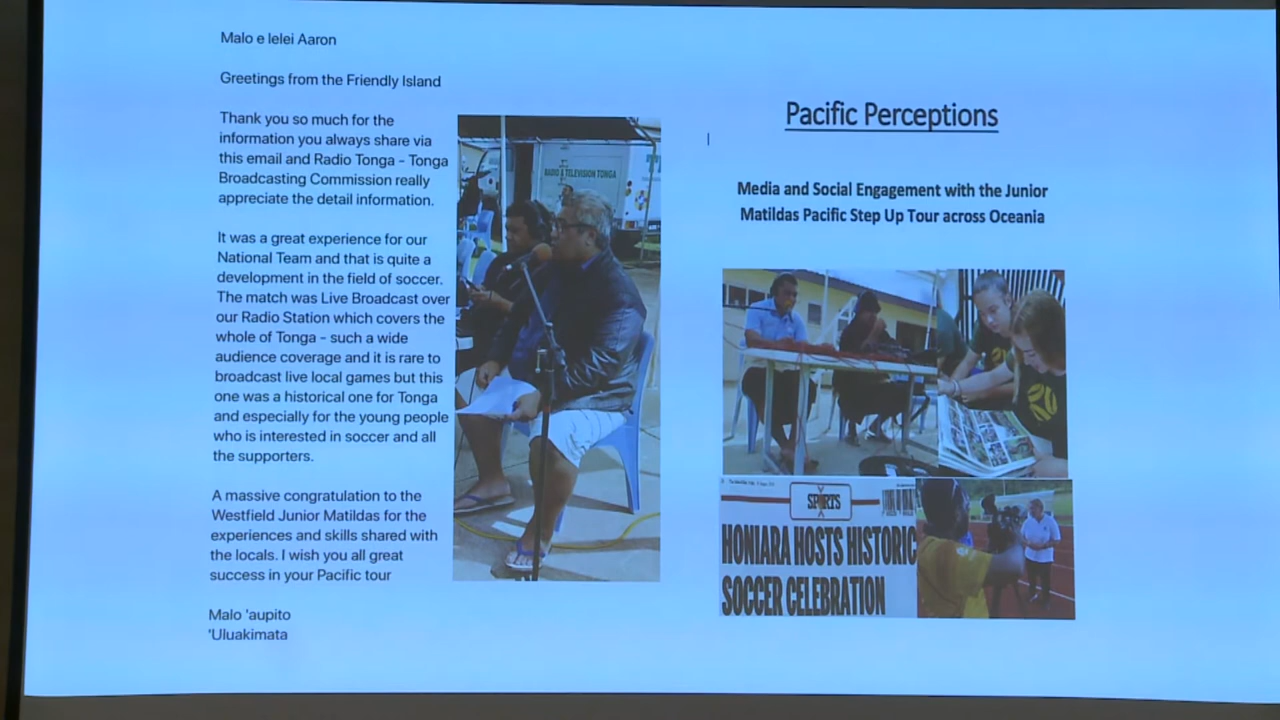 Malo e lelei Aaron
Greetings from the Friendly Island
Thank you so much for the
information you always share via
this email and Radio Tonga - Tonga
Broadcasting Commission really
appreciate the detail information.
It was a great experience for our
National Team and that is quite a
development in the field of soccer.
The match was Live Broadcast over
our Radio Station which covers the
whole of Tonga - such a wide
audience coverage and it is rare to
broadcast live local games but this
one was a historical one for Tonga
and especially for the young people
who is interested in soccer and all
the supporters.
A massive congratulation to the
Westfield Junior Matildas for the
experiences and skills shared with
the locals. I wish you all great
success in your Pacific tour
Malo 'aupito
'Uluakimata
TELEVISION TONGA
Pacific Perceptions
Media and Social Engagement with the Junior
Matildas Pacific Step Up Tour across Oceania
SPORTS
HONIARA HOSTS HISTORIC
SOCCER CELEBRATION